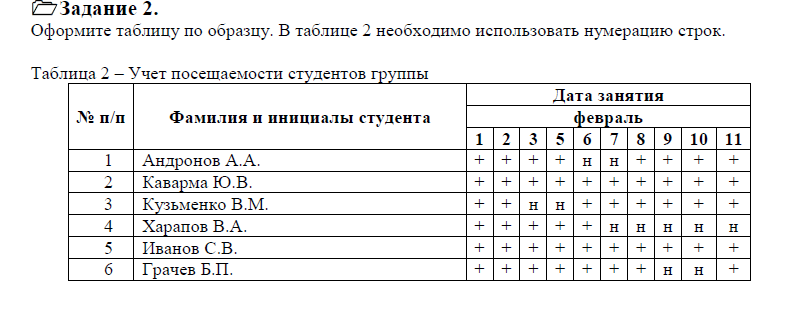 Задание 2.
Оформите таблицу по образцу. В таблице 2 необходимо использовать нумерацию строк.
Таблица 2 – Учет посещаемости студентов группы
№ п/п Фамилия и инициалы студента Дата занятия
февраль
1 2 3 5 6 7 8 9 10 11
1 Андронов А.А. + + + + н н + + + +
2 Каварма Ю.В. + + + + + + + + + +
3 Кузьменко В.М. + + н н + + + + + +
4 Харапов В.А. + + + + + н н н н н
5 Иванов С.В. + + + + + + + + + +
6 Грачев Б.П. + + + + + + + н н +